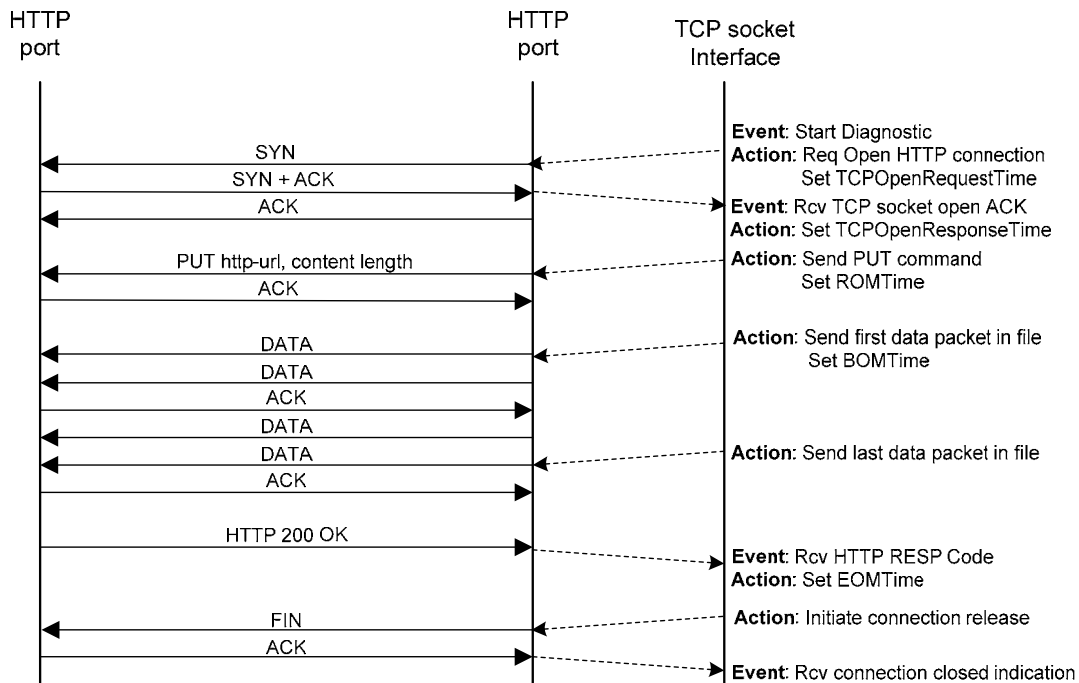 HTTP
port
HTTP
port
TCP socket
Interface
Event: Start Diagnostic
SYN
Action: Req Open HTTP connection
SYN + ACK
Set TCPOpenRequestTime
ACK
Event: Rcv TCP socket open ACK
Action: Set TCPOpenResponseTime
PUT http-url, content length
Action: Send PUT command
ACK
Set ROMTime
DATA
Action: Send first data packet in file
Set BOMTime
DATA
ACK
DATA
DATA
Action: Send last data packet in file
ACK
HTTP 200 OK
Event: Rcv HTTP RESP Code
Action: Set EOMTime
FIN
Action: Initiate connection release
ACK
Event: Rcv connection closed indication